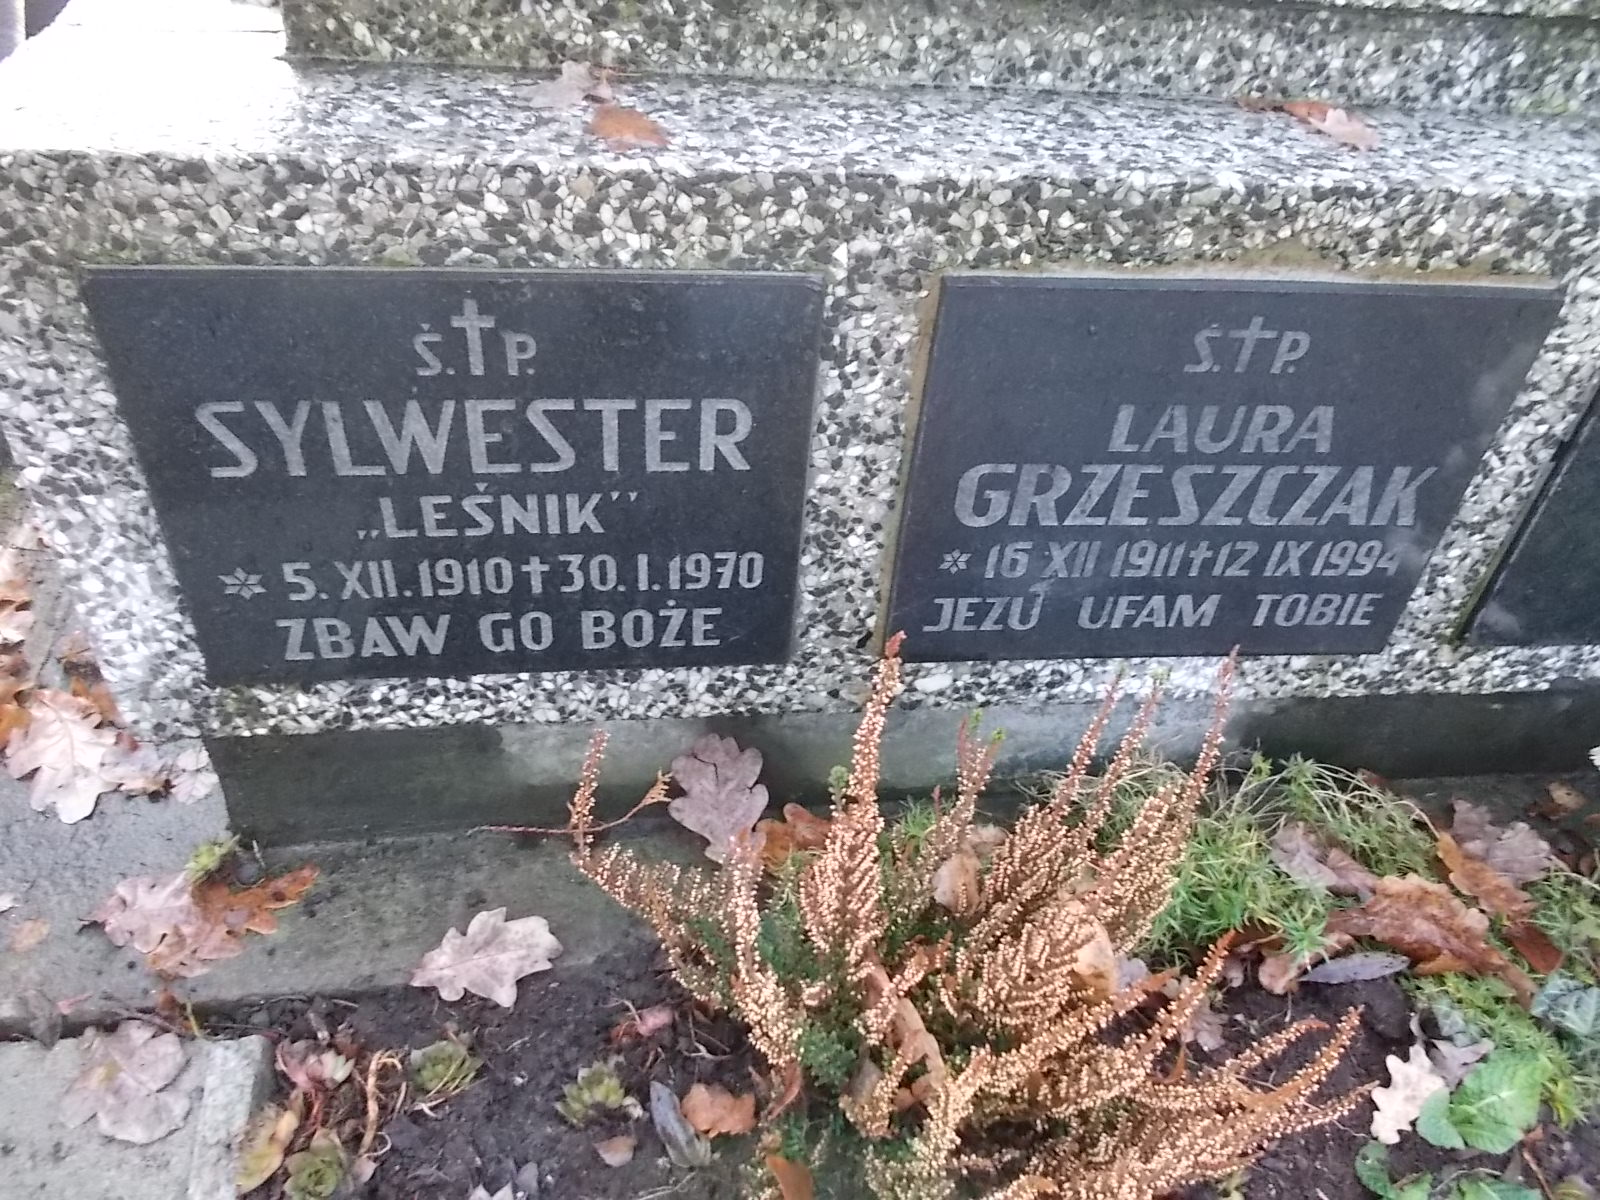 Ś.†P.
SYLWESTER
„LEŚNIK”
* 5. XII. 1910 † 30. I. 1970
ZBAW GO BOŻE
Ś.†P.
LAURA
GRZESZCZAK
* 16 XII 1911 † 12 IX 1994
JEZU UFAM TOBIE